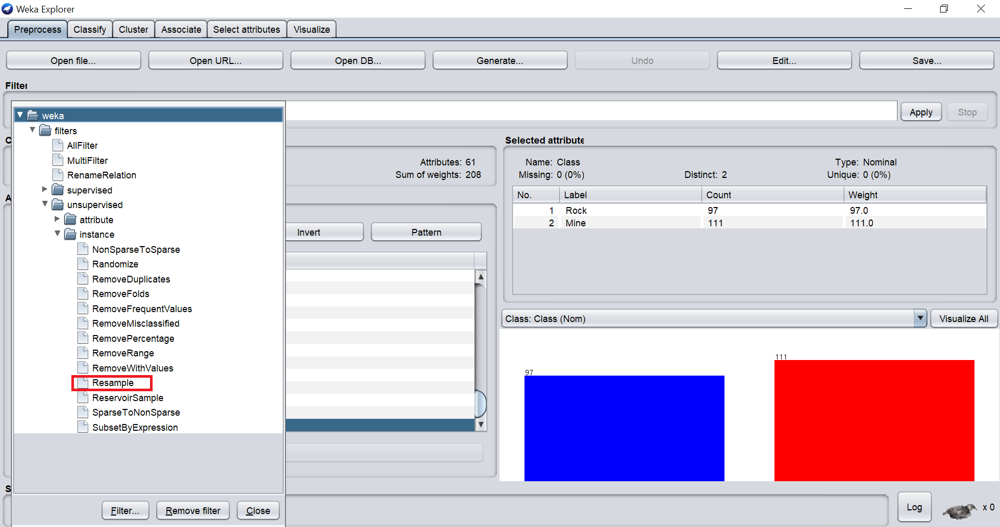 Weka Explorer
Preprocess Classify Cluster Associate Select attributes Visualize
Open file... Open URL... Open DB... Generate... Undo Edit... Save...
Filter
Apply Stop
weka
filters
AllFilter
MultiFilter
RenameRelation
supervised
unsupervised
attribute
instance
NonSparseToSparse
Randomize
RemoveDuplicates
RemoveFolds
RemoveFrequentValues
RemoveMisclassified
RemovePercentage
RemoveRange
RemoveWithValues
Resample
ReservoirSample
SparseToNonSparse
SubsetByExpression
Filter... Remove filter Close
C
Attributes: 61
Sum of weights: 208
A
Invert Pattern
S
Selected attribute
Name: Class Type: Nominal
Missing: 0 (0%) Distinct: 2 Unique: 0 (0%)
No. Label Count Weight
1 Rock 97 97.0
2 Mine 111 111.0
Class: Class (Nom) Visualize All
97
111
Log x 0